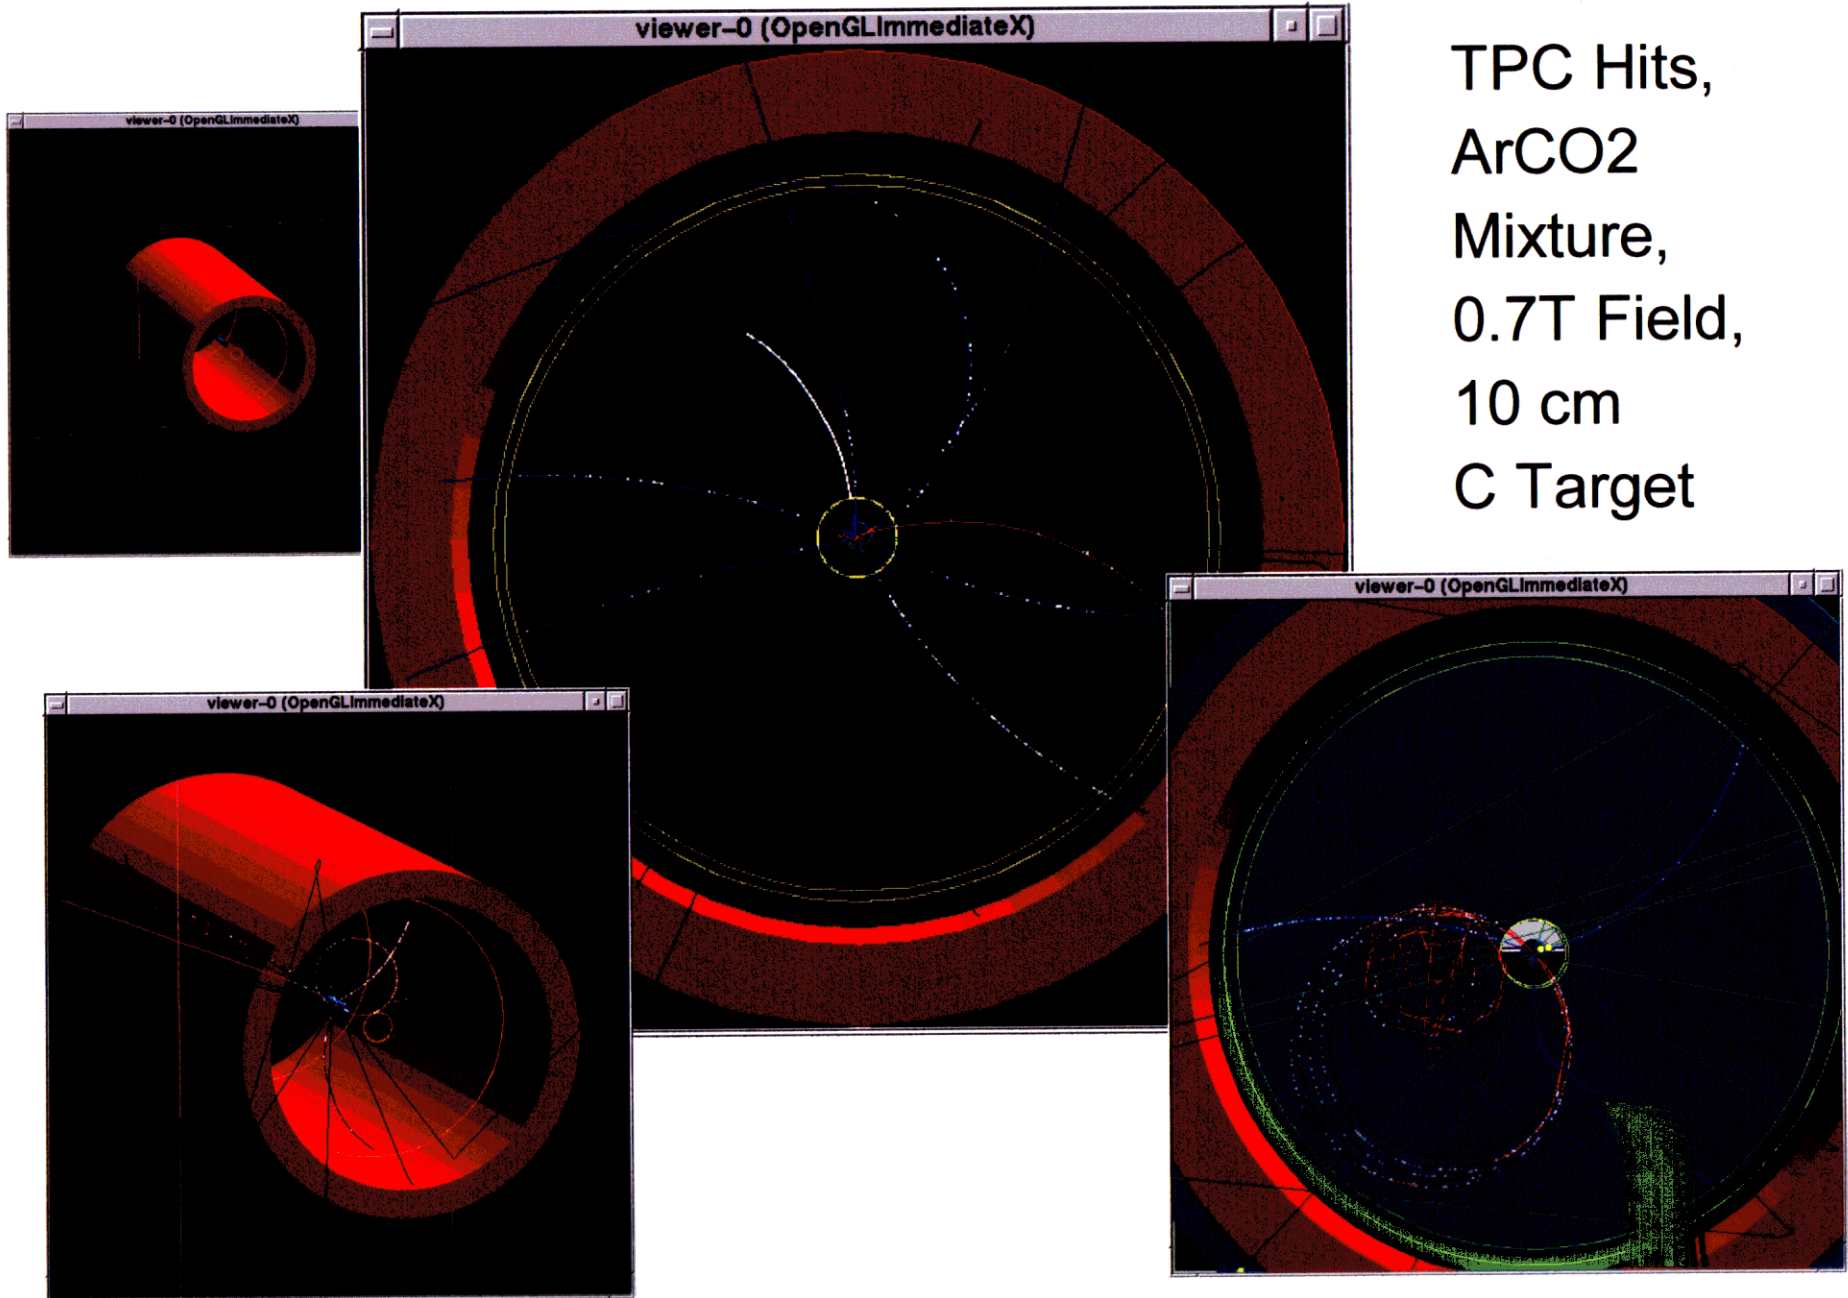 viewer-0 (OpenGLImmediateX)
TPC Hits,
ArCO2
Mixture,
0.7T Field,
10 cm
C Target
viewer-0 (OpenGLImmediateX)
viewer-0 (OpenGLImmediateX)
viewer-0 (OpenGLImmediateX)